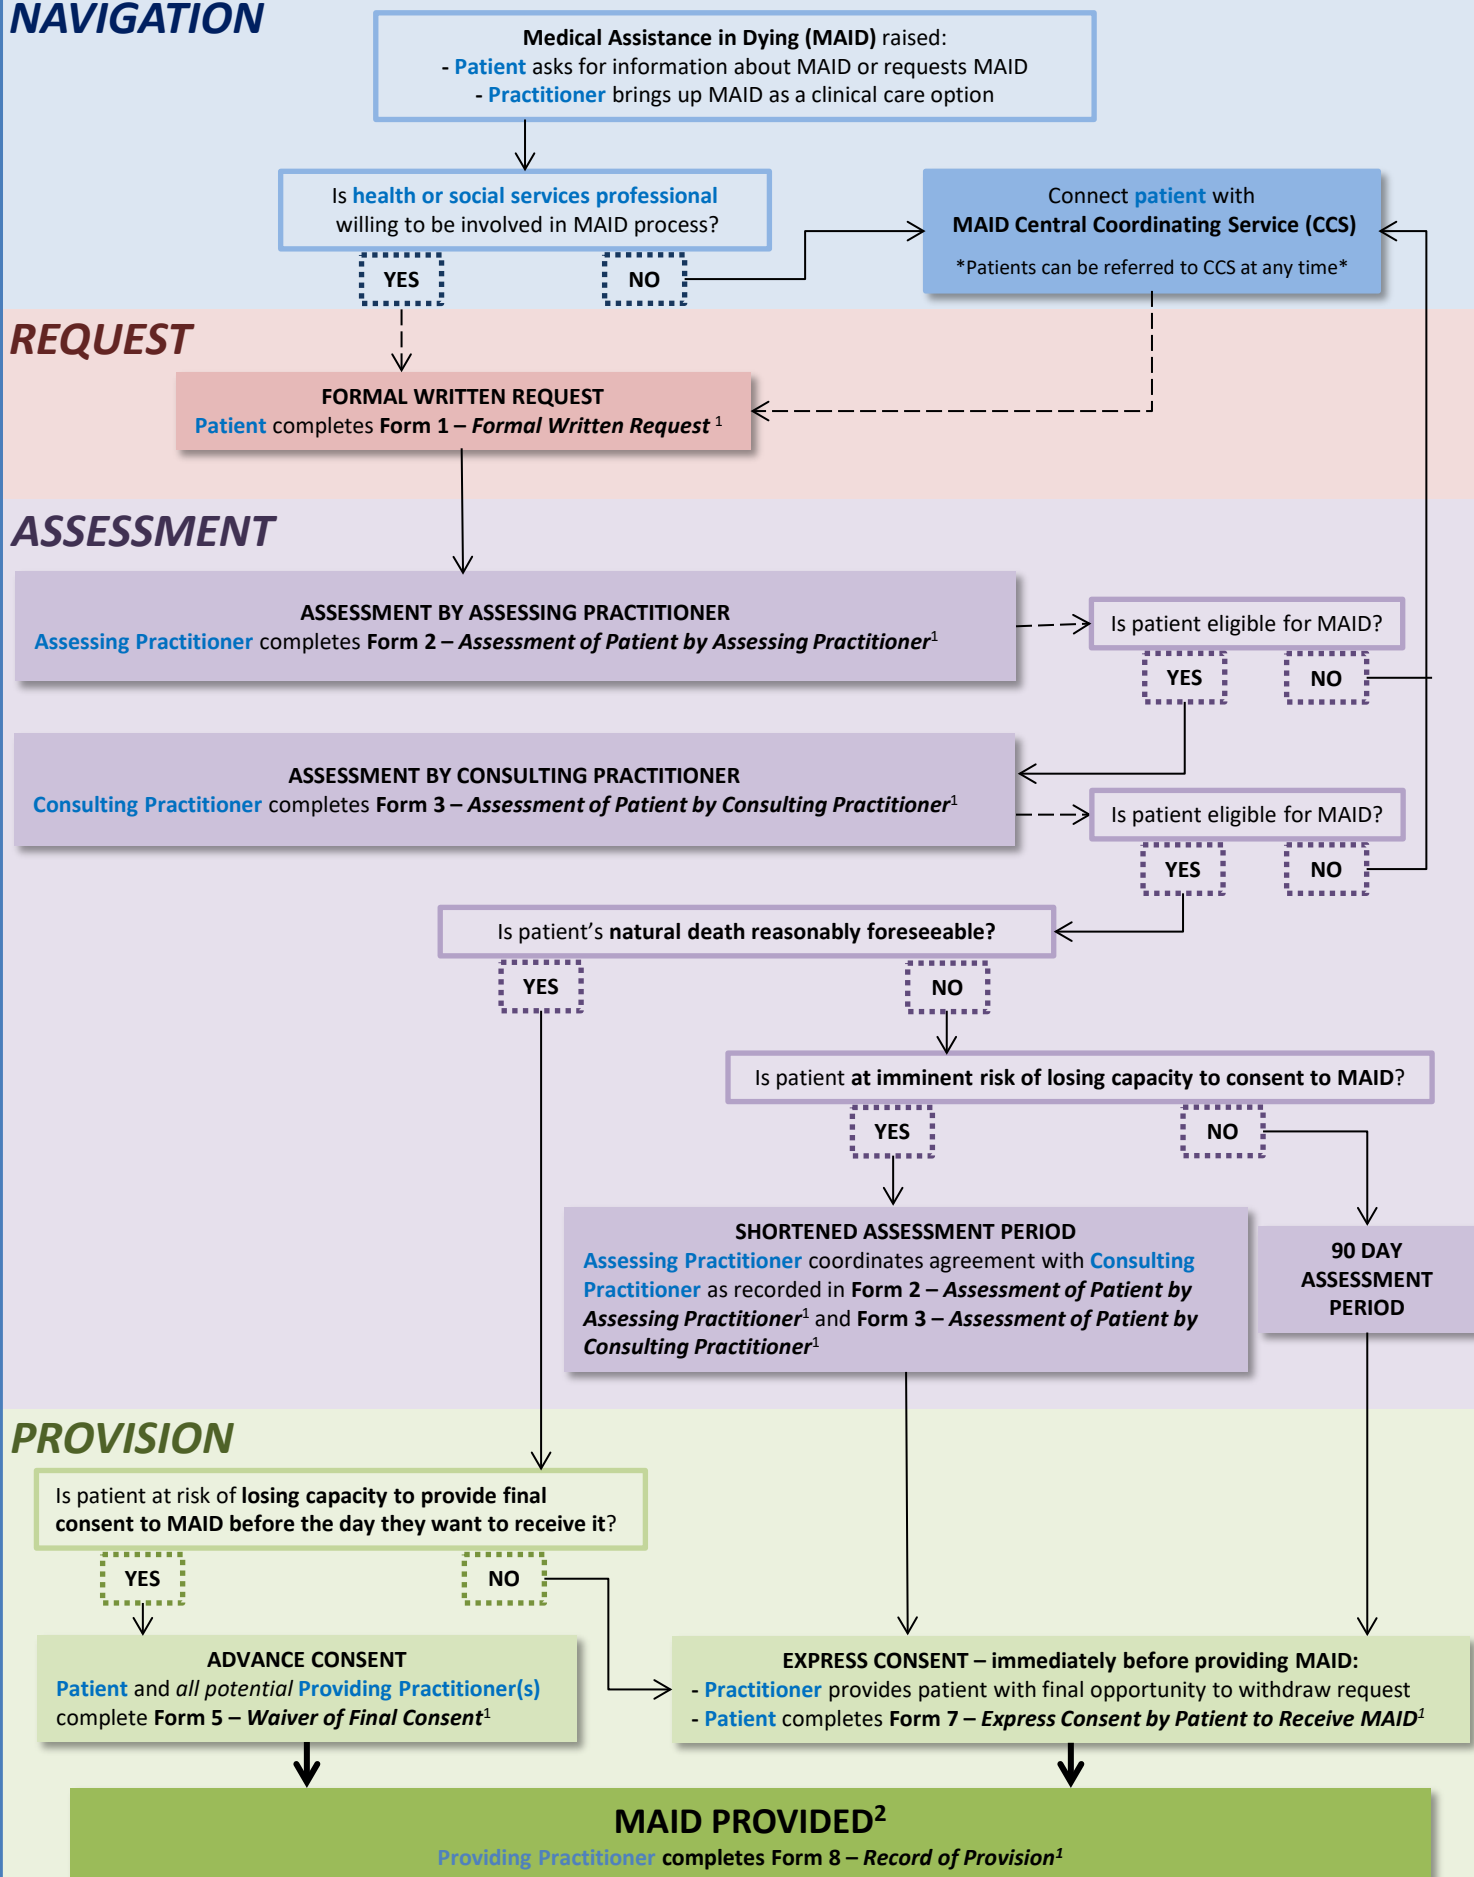 NAVIGATION
Medical Assistance in Dying (MAID) raised:
- Patient asks for information about MAID or requests MAID
- Practitioner brings up MAID as a clinical care option
Is health or social services professional
willing to be involved in MAID process?
YES
NO
Connect patient with
MAID Central Coordinating Service (CCS)
*Patients can be referred to CCS at any time*
REQUEST
FORMAL WRITTEN REQUEST
Patient completes Form 1 – Formal Written Request 1
ASSESSMENT
ASSESSMENT BY ASSESSING PRACTITIONER
Assessing Practitioner completes Form 2 – Assessment of Patient by Assessing Practitioner1
Is patient eligible for MAID?
YES
NO
ASSESSMENT BY CONSULTING PRACTITIONER
Consulting Practitioner completes Form 3 – Assessment of Patient by Consulting Practitioner1
Is patient eligible for MAID?
YES
NO
Is patient's natural death reasonably foreseeable?
YES
NO
Is patient at imminent risk of losing capacity to consent to MAID?
YES
NO
SHORTENED ASSESSMENT PERIOD
Assessing Practitioner coordinates agreement with Consulting
Practitioner as recorded in Form 2 – Assessment of Patient by
Assessing Practitioner1 and Form 3 – Assessment of Patient by
Consulting Practitioner1
90 DAY
ASSESSMENT
PERIOD
PROVISION
Is patient at risk of losing capacity to provide final
consent to MAID before the day they want to receive it?
YES
NO
ADVANCE CONSENT
Patient and all potential Providing Practitioner(s)
complete Form 5 – Waiver of Final Consent1
EXPRESS CONSENT – immediately before providing MAID:
- Practitioner provides patient with final opportunity to withdraw request
- Patient completes Form 7 – Express Consent by Patient to Receive MAID1
MAID PROVIDED2
Providing Practitioner completes Form 8 – Record of Provision1